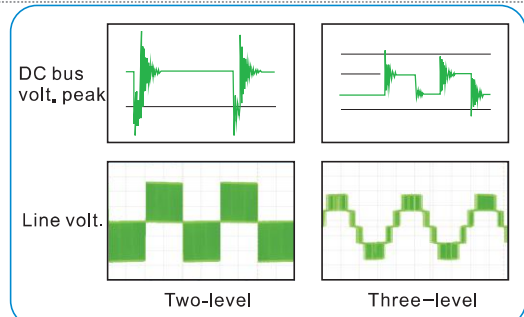 DC bus
volt. peak
Line volt.
Two-level
Three−level